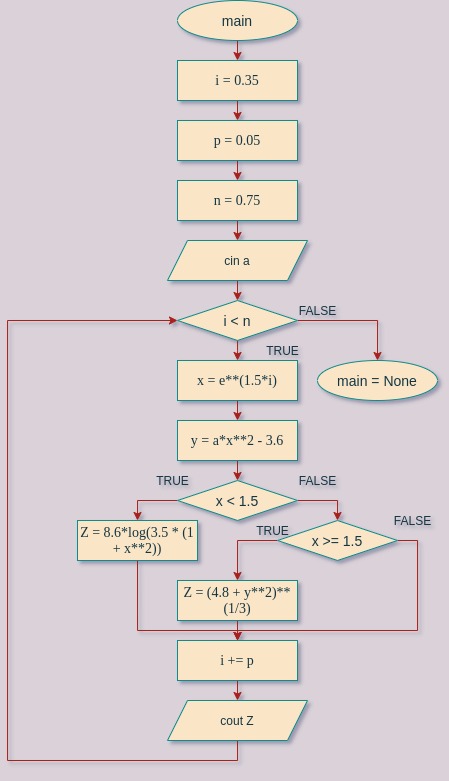 main
i = 0.35
p = 0.05
n = 0.75
cin a
i < n
FALSE
TRUE
x = e**(1.5*i)
main = None
y = a*x**2 - 3.6
TRUE
x < 1.5
FALSE
Z = 8.6*log(3.5 * (1
+ x**2))
TRUE
x >= 1.5
FALSE
Z = (4.8 + y**2)**
(1/3)
i += p
cout Z